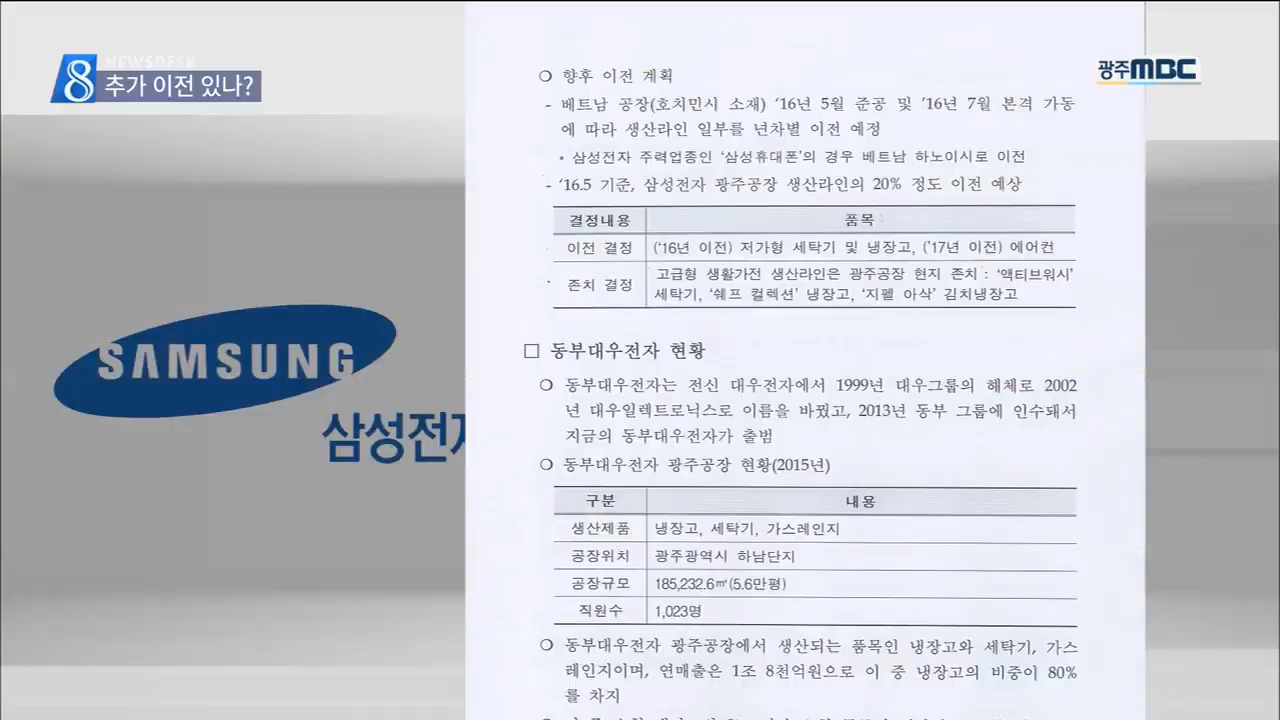 NEWSDESK
8 추가 이전 있나?
광주MBC
SAMSUNG
삼성전자
❍ 향후 이전 계획
- 베트남 공장(호치민시 소재) ‘16년 5월 준공 및 ’16년 7월 본격 가동
에 따라 생산라인 일부를 년차별 이전 예정
* 삼성전자 주력업종인 ‘삼성휴대폰’의 경우 베트남 하노이시로 이전
- ‘16.5 기준, 삼성전자 광주공장 생산라인의 20% 정도 이전 예상
결정내용 품목
이전 결정 (‘16년 이전) 저가형 세탁기 및 냉장고, (’17년 이전) 에어컨
존치 결정 고급형 생활가전 생산라인은 광주공장 현지 존치 : ‘액티브워시’
세탁기, ‘쉐프 컬렉션’ 냉장고, ‘지펠 아삭’ 김치냉장고
□ 동부대우전자 현황
❍ 동부대우전자는 전신 대우전자에서 1999년 대우그룹의 해체로 2002
년 대우일렉트로닉스로 이름을 바꿨고, 2013년 동부 그룹에 인수돼서
지금의 동부대우전자가 출범
❍ 동부대우전자 광주공장 현황(2015년)
구분 내용
생산제품 냉장고, 세탁기, 가스레인지
공장위치 광주광역시 하남단지
공장규모 185,232.6㎡(5.6만평)
직원수 1,023명
❍ 동부대우전자 광주공장에서 생산되는 품목인 냉장고와 세탁기, 가스
레인지이며, 연매출은 1조 8천억원으로 이 중 냉장고의 비중이 80%
를 차지